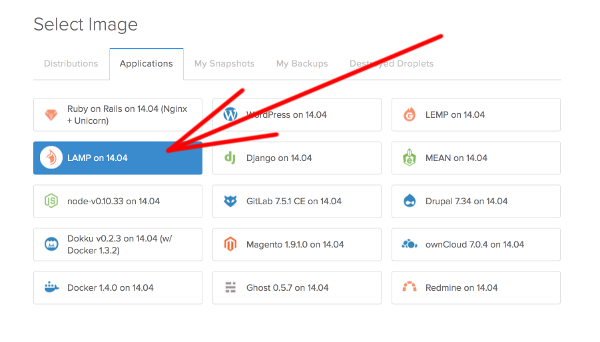 Select Image
Distributions
Applications
My Snapshots
My Backups
Destroyed Droplets
Ruby on Rails on 14.04 (Nginx
+ Unicorn)
WordPress on 14.04
LEMP on 14.04
LAMP on 14.04
Django on 14.04
MEAN on 14.04
node-v0.10.33 on 14.04
GitLab 7.5.1 CE on 14.04
Drupal 7.34 on 14.04
Dokku v0.2.3 on 14.04 (w/
Docker 1.3.2)
Magento 1.9.1.0 on 14.04
ownCloud 7.0.4 on 14.04
Docker 1.4.0 on 14.04
Ghost 0.5.7 on 14.04
Redmine on 14.04